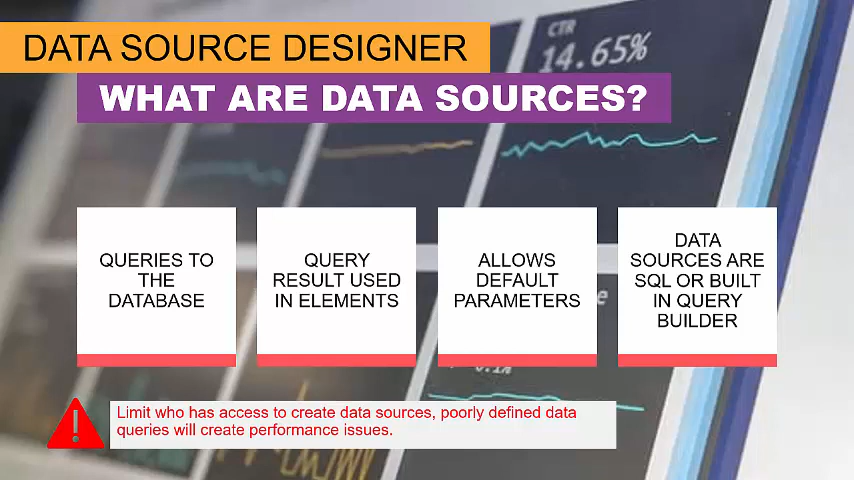 CTR
14.65%
DATA SOURCE DESIGNER
WHAT ARE DATA SOURCES?
QUERIES TO
THE
DATABASE
QUERY
RESULT USED
IN ELEMENTS
ALLOWS
DEFAULT
PARAMETERS
DATA
SOURCES ARE
SQL OR BUILT
IN QUERY
BUILDER
Limit who has access to create data sources, poorly defined data
queries will create performance issues.